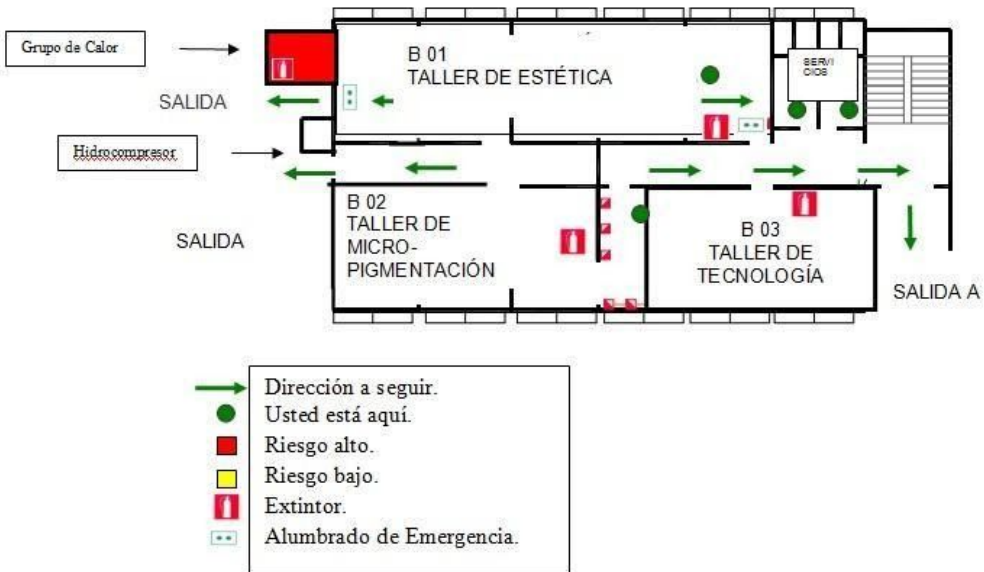 Grupo de Calor
B 01
TALLER DE ESTÉTICA
SERVI
CIOS
SALIDA
Hidrocompresor
B 02
TALLER DE
MICRO-
PIGMENTACIÓN
SALIDA
B 03
TALLER DE
TECNOLOGÍA
SALIDA A
Dirección a seguir.
Usted está aquí.
Riesgo alto.
Riesgo bajo.
Extintor.
Alumbrado de Emergencia.